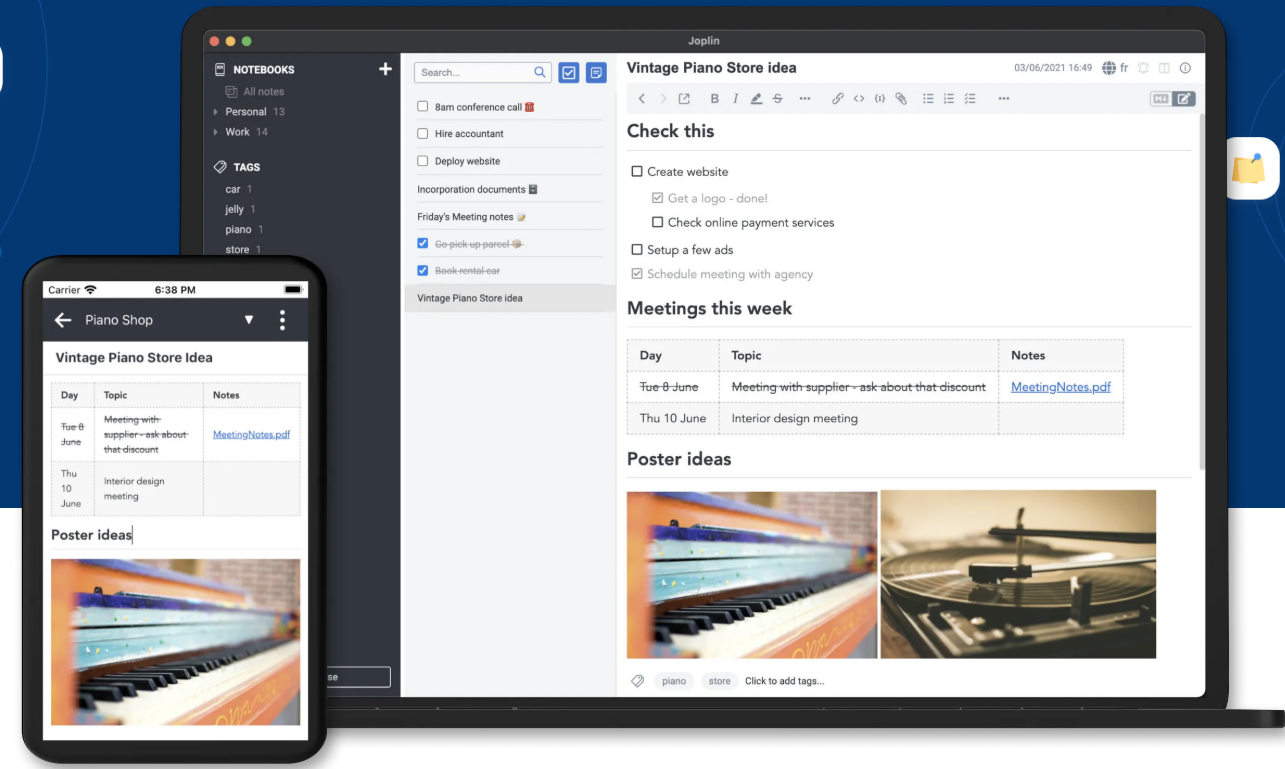 Joplin
NOTEBOOKS
All notes
Personal 13
Work 14
TAGS
car 1
jelly 1
piano 1
store 1
se
Search...
8am conference call
Hire accountant
Deploy website
Incorporation documents
Friday's Meeting notes
Go pick up parcel
Book rental car
Vintage Piano Store idea
Vintage Piano Store idea
03/06/2021 16:49 fr
B I S
Check this
Create website
Get a logo - done!
Check online payment services
Setup a few ads
Schedule meeting with agency
Meetings this week
Day Topic Notes
Tue 8 June Meeting with supplier - ask about that discount MeetingNotes.pdf
Thu 10 June Interior design meeting
Poster ideas
piano store Click to add tags...
Carrier 6:38 PM
Piano Shop
Vintage Piano Store Idea
Day Topic Notes
Tue 8
June
Meeting with
supplier - ask about
that discount
MeetingNotes.pdf
Thu
10
June
Interior design
meeting
Poster ideas